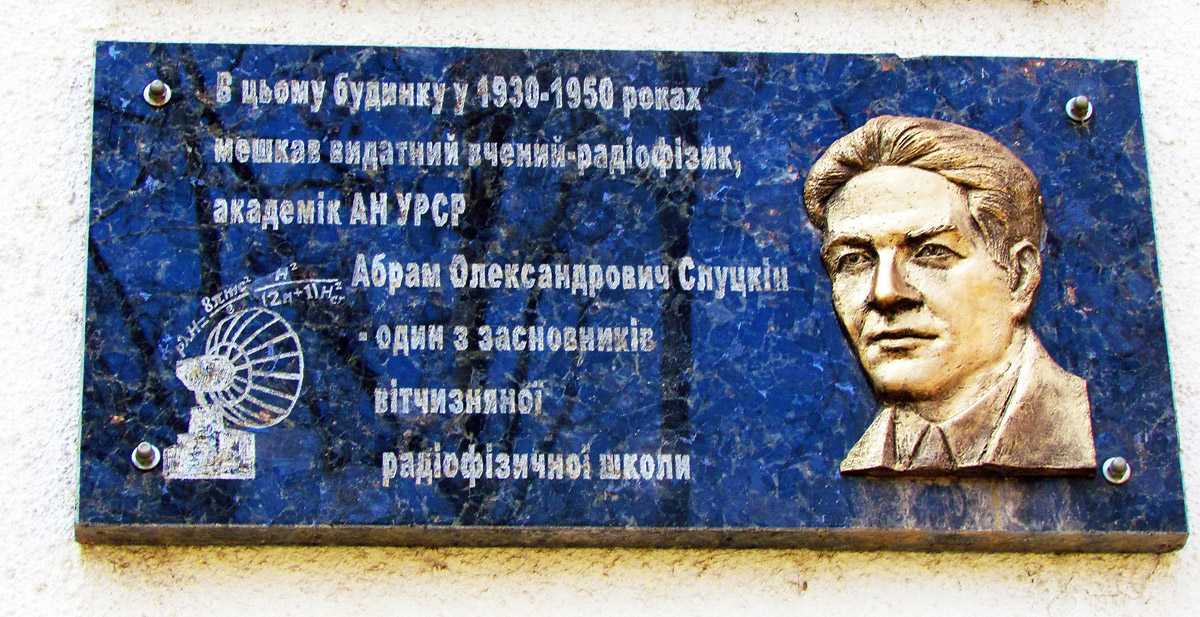 В цьому будинку у 1930-1950 роках
мешкав видатний вчений-радіофізик,
академік АН УРСР
Абрам Олександрович Слуцкін
- один з засновників
вітчизняної
радіофізичної школи